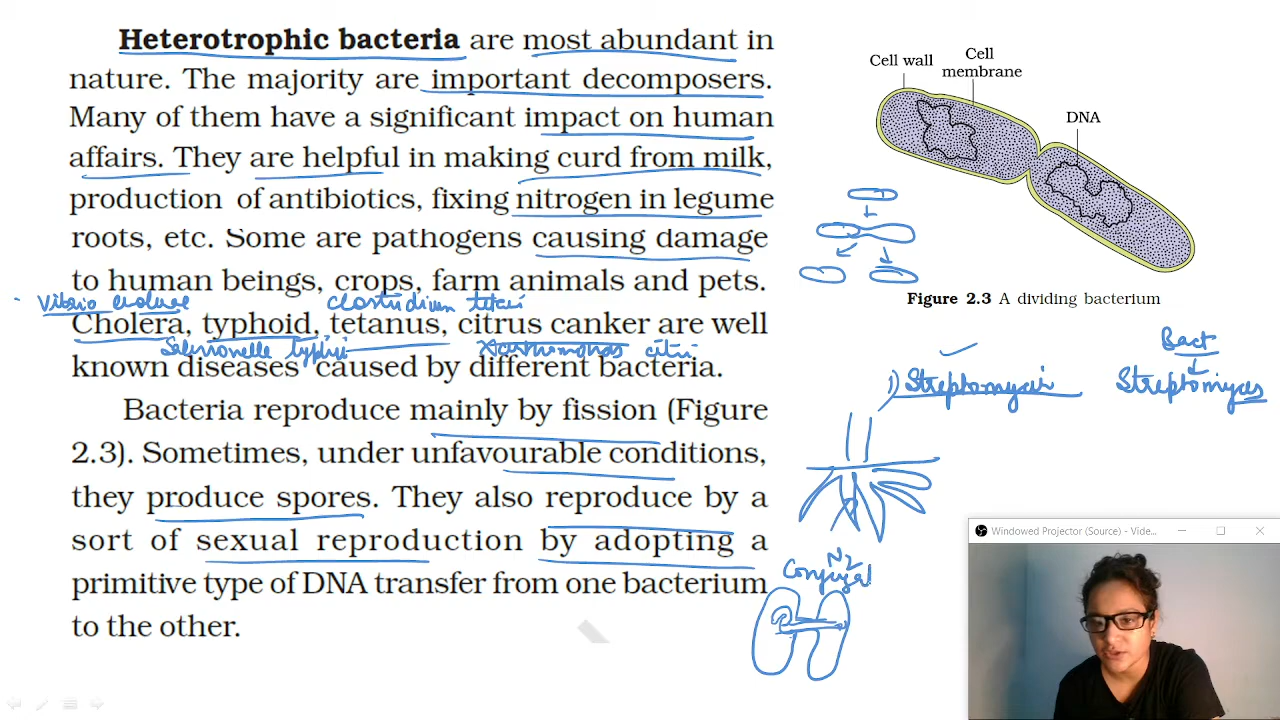 Heterotrophic bacteria are most abundant in
nature. The majority are important decomposers.
Many of them have a significant impact on human
affairs. They are helpful in making curd from milk,
production of antibiotics, fixing nitrogen in legume
roots, etc. Some are pathogens causing damage
to human beings, crops, farm animals and pets.
Vibrio
Clostridium
Cholera, typhoid, tetanus, citrus canker are well
citri
known diseases caused by different bacteria.
Bacteria reproduce mainly by fission (Figure
2.3). Sometimes, under unfavourable conditions,
they produce spores. They also reproduce by a
sort of sexual reproduction by adopting a
primitive type of DNA transfer from one bacterium
to the other.
Cell wall
Cell
membrane
DNA
Figure 2.3 A dividing bacterium
Bact
1) Streptomycin
Streptomyces
N2
Conjugat
Windowed Projector (Source) - Vide...